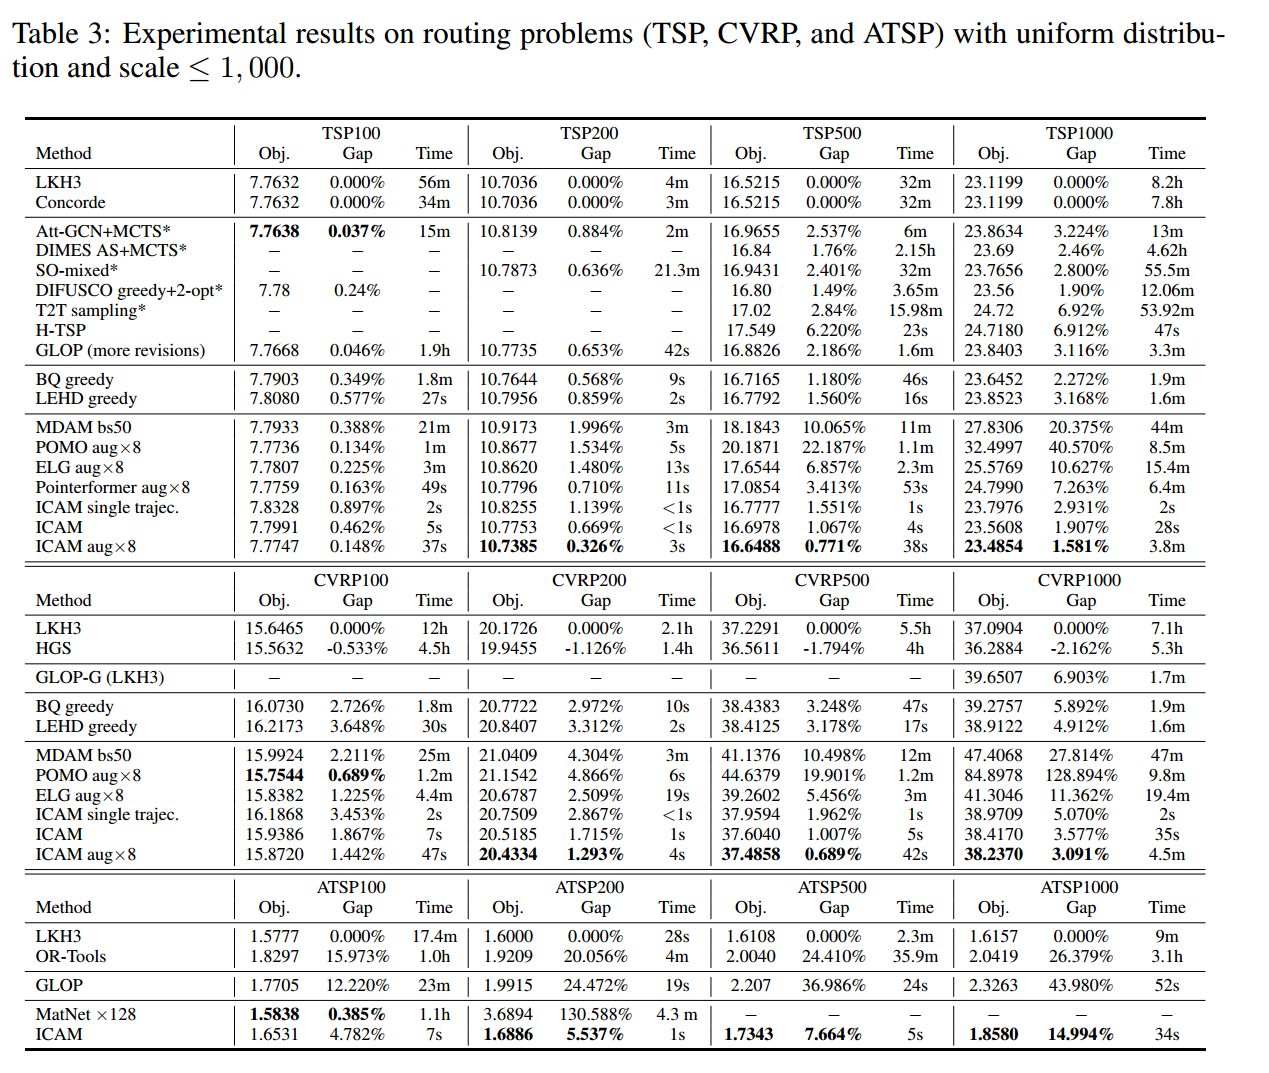 Table 3: Experimental results on routing problems (TSP, CVRP, and ATSP) with uniform distribu-
tion and scale ≤ 1, 000.
TSP100 TSP200 TSP500 TSP1000
Method Obj. Gap Time Obj. Gap Time Obj. Gap Time Obj. Gap Time
LKH3 7.7632 0.000% 56m 10.7036 0.000% 4m 16.5215 0.000% 32m 23.1199 0.000% 8.2h
Concorde 7.7632 0.000% 34m 10.7036 0.000% 3m 16.5215 0.000% 32m 23.1199 0.000% 7.8h
Att-GCN+MCTS* 7.7638 0.037% 15m 10.8139 0.884% 2m 16.9655 2.537% 6m 23.8634 3.224% 13m
DIMES AS+MCTS* – – – – – – 16.84 1.76% 2.15h 23.69 2.46% 4.62h
SO-mixed* – – – 10.7873 0.636% 21.3m 16.9431 2.401% 32m 23.7656 2.800% 55.5m
DIFUSCO greedy+2-opt* 7.78 0.24% – – – – 16.80 1.49% 3.65m 23.56 1.90% 12.06m
T2T sampling* – – – – – – 17.02 2.84% 15.98m 24.72 6.92% 53.92m
H-TSP – – – – – – 17.549 6.220% 23s 24.7180 6.912% 47s
GLOP (more revisions) 7.7668 0.046% 1.9h 10.7735 0.653% 42s 16.8826 2.186% 1.6m 23.8403 3.116% 3.3m
BQ greedy 7.7903 0.349% 1.8m 10.7644 0.568% 9s 16.7165 1.180% 46s 23.6452 2.272% 1.9m
LEHD greedy 7.8080 0.577% 27s 10.7956 0.859% 2s 16.7792 1.560% 16s 23.8523 3.168% 1.6m
MDAM bs50 7.7933 0.388% 21m 10.9173 1.996% 3m 18.1843 10.065% 11m 27.8306 20.375% 44m
POMO aug×8 7.7736 0.134% 1m 10.8677 1.534% 5s 20.1871 22.187% 1.1m 32.4997 40.570% 8.5m
ELG aug×8 7.7807 0.225% 3m 10.8620 1.480% 13s 17.6544 6.857% 2.3m 25.5769 10.627% 15.4m
Pointerformer aug×8 7.7759 0.163% 49s 10.7796 0.710% 11s 17.0854 3.413% 53s 24.7990 7.263% 6.4m
ICAM single trajec. 7.8328 0.897% 2s 10.8255 1.139% <1s 16.7777 1.551% 1s 23.7976 2.931% 2s
ICAM 7.7991 0.462% 5s 10.7753 0.669% <1s 16.6978 1.067% 4s 23.5608 1.907% 28s
ICAM aug×8 7.7747 0.148% 37s 10.7385 0.326% 3s 16.6488 0.771% 38s 23.4854 1.581% 3.8m
CVRP100 CVRP200 CVRP500 CVRP1000
Method Obj. Gap Time Obj. Gap Time Obj. Gap Time Obj. Gap Time
LKH3 15.6465 0.000% 12h 20.1726 0.000% 2.1h 37.2291 0.000% 5.5h 37.0904 0.000% 7.1h
HGS 15.5632 -0.533% 4.5h 19.9455 -1.126% 1.4h 36.5611 -1.794% 4h 36.2884 -2.162% 5.3h
GLOP-G (LKH3) – – – – – – – – – 39.6507 6.903% 1.7m
BQ greedy 16.0730 2.726% 1.8m 20.7722 2.972% 10s 38.4383 3.248% 47s 39.2757 5.892% 1.9m
LEHD greedy 16.2173 3.648% 30s 20.8407 3.312% 2s 38.4125 3.178% 17s 38.9122 4.912% 1.6m
MDAM bs50 15.9924 2.211% 25m 21.0409 4.304% 3m 41.1376 10.498% 12m 47.4068 27.814% 47m
POMO aug×8 15.7544 0.689% 1.2m 21.1542 4.866% 6s 44.6379 19.901% 1.2m 84.8978 128.894% 9.8m
ELG aug×8 15.8382 1.225% 4.4m 20.6787 2.509% 19s 39.2602 5.456% 3m 41.3046 11.362% 19.4m
ICAM single trajec. 16.1868 3.453% 2s 20.7509 2.867% <1s 37.9594 1.962% 1s 38.9709 5.070% 2s
ICAM 15.9386 1.867% 7s 20.5185 1.715% 1s 37.6040 1.007% 5s 38.4170 3.577% 35s
ICAM aug×8 15.8720 1.442% 47s 20.4334 1.293% 4s 37.4858 0.689% 42s 38.2370 3.091% 4.5m
ATSP100 ATSP200 ATSP500 ATSP1000
Method Obj. Gap Time Obj. Gap Time Obj. Gap Time Obj. Gap Time
LKH3 1.5777 0.000% 17.4m 1.6000 0.000% 28s 1.6108 0.000% 2.3m 1.6157 0.000% 9m
OR-Tools 1.8297 15.973% 1.0h 1.9209 20.056% 4m 2.0040 24.410% 35.9m 2.0419 26.379% 3.1h
GLOP 1.7705 12.220% 23m 1.9915 24.472% 19s 2.207 36.986% 24s 2.3263 43.980% 52s
MatNet ×128 1.5838 0.385% 1.1h 3.6894 130.588% 4.3 m – – – – – –
ICAM 1.6531 4.782% 7s 1.6886 5.537% 1s 1.7343 7.664% 5s 1.8580 14.994% 34s